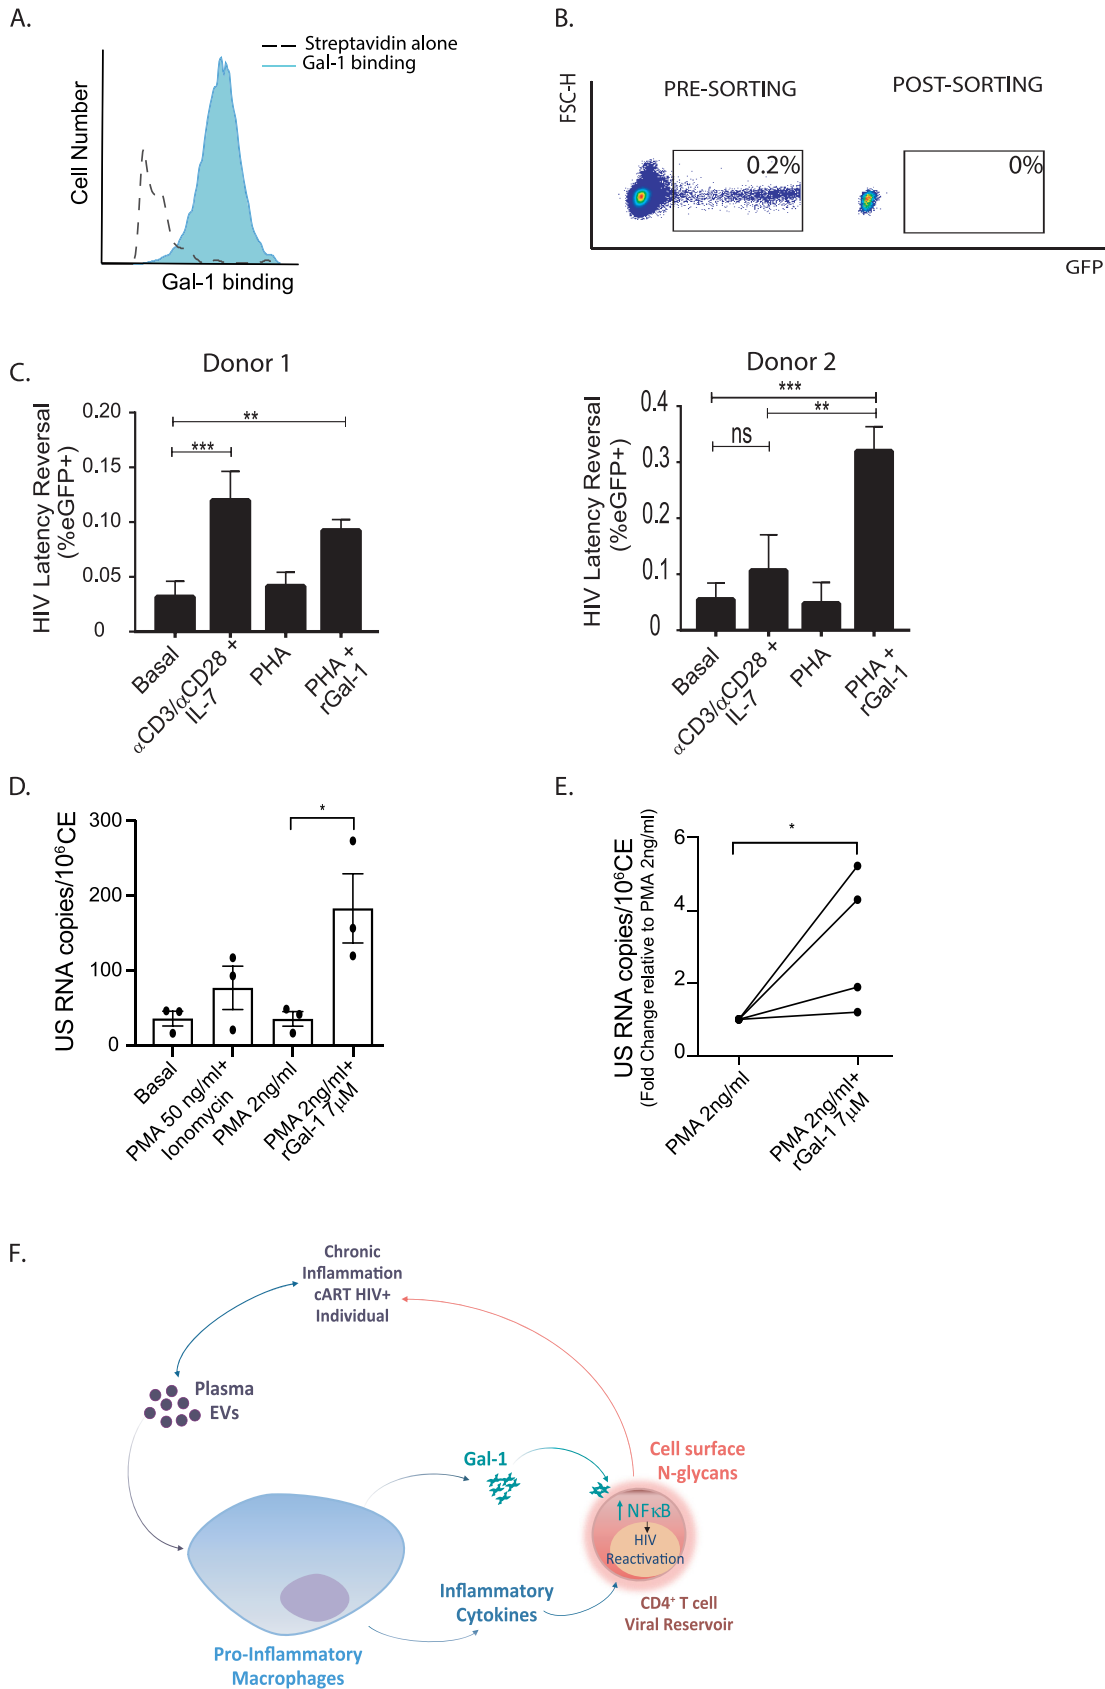 A.
Streptavidin alone
Gal-1 binding
Cell Number
Gal-1 binding
B.
FSC-H
PRE-SORTING
POST-SORTING
0.2%
0%
GFP
C.
Donor 1
HIV Latency Reversal
(%eGFP+)
0.20
0.15
0.10
0.05
0
**
***
Basal
αCD3/αCD28 +
IL-7
PHA
PHA +
rGal-1
Donor 2
HIV Latency Reversal
(%eGFP+)
0.4
0.3
0.2
0.1
0
***
**
ns
Basal
αCD3/αCD28 +
IL-7
PHA
PHA +
rGal-1
D.
US RNA copies/10⁶CE
300
200
100
0
*
Basal
PMA 50 ng/ml+
Ionomycin
PMA 2ng/ml
PMA 2ng/ml+
rGal-1 7μM
E.
US RNA copies/10⁶CE
(Fold Change relative to PMA 2ng/ml)
6
4
2
0
*
PMA 2ng/ml
PMA 2ng/ml+
rGal-1 7μM
F.
Chronic
Inflammation
cART HIV+
Individual
Plasma
EVs
Gal-1
Cell surface
N-glycans
↑NFκB
HIV
Reactivation
Inflammatory
Cytokines
CD4⁺ T cell
Viral Reservoir
Pro-Inflammatory
Macrophages